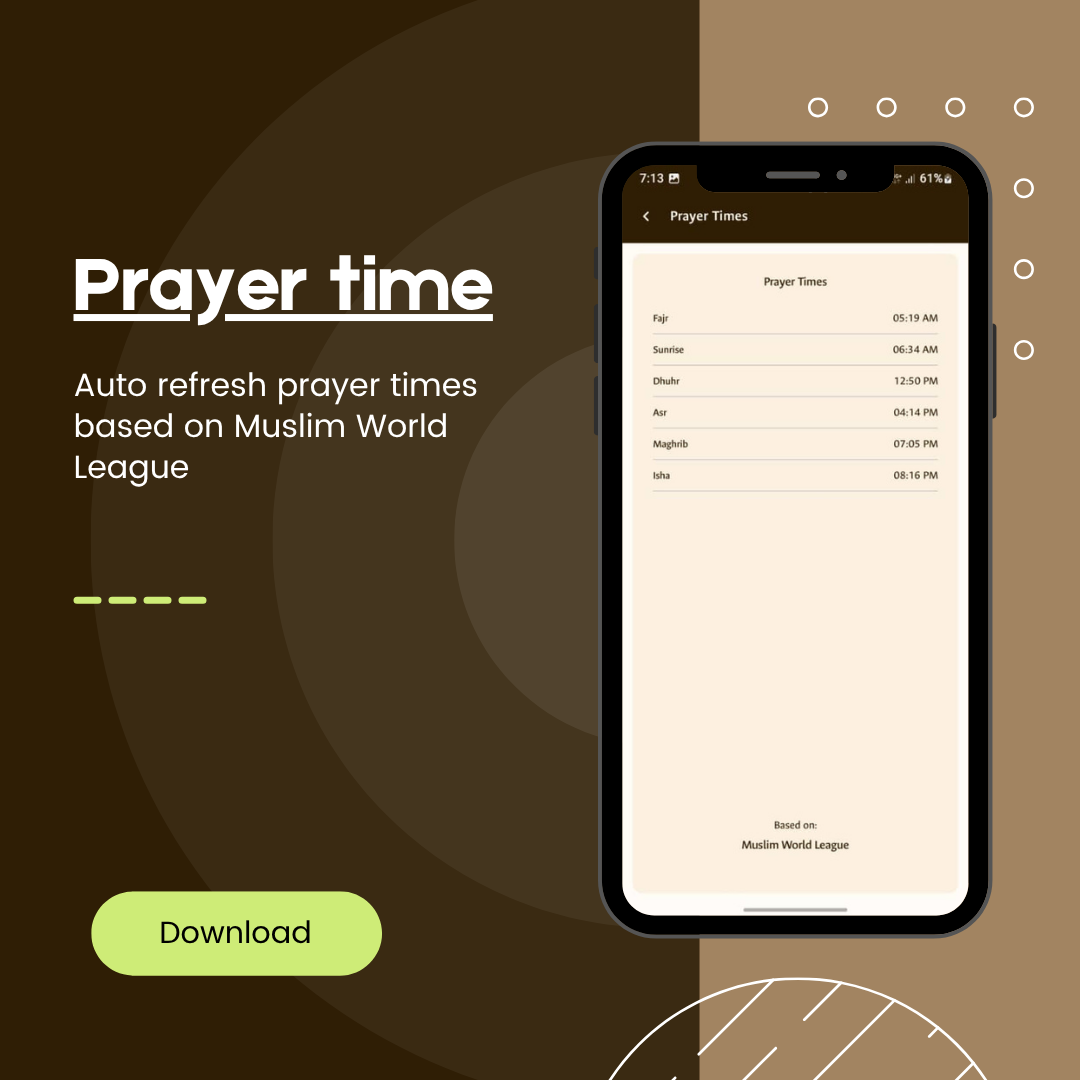 Prayer time
Auto refresh prayer times
based on Muslim World
League
Download
7:13 61%
Prayer Times
Prayer Times
Fajr 05:19 AM
Sunrise 06:34 AM
Dhuhr 12:50 PM
Asr 04:14 PM
Maghrib 07:05 PM
Isha 08:16 PM
Based on:
Muslim World League